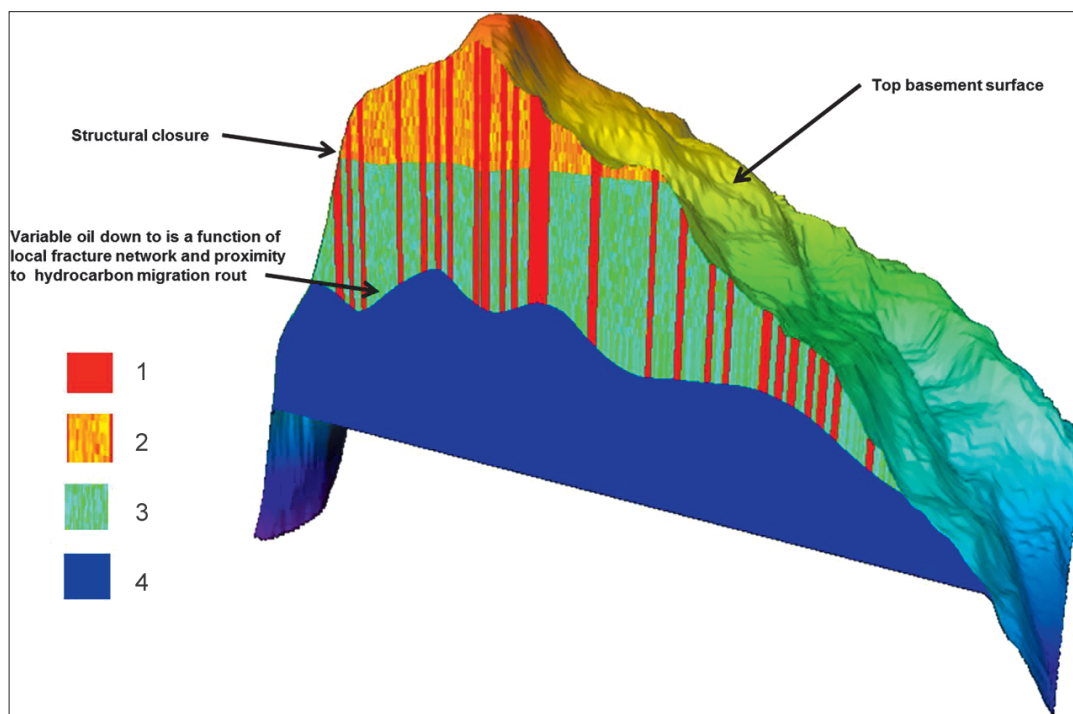 Top basement surface
Structural closure
Variable oil down to is a function of
local fracture network and proximity
to hydrocarbon migration rout
1
2
3
4